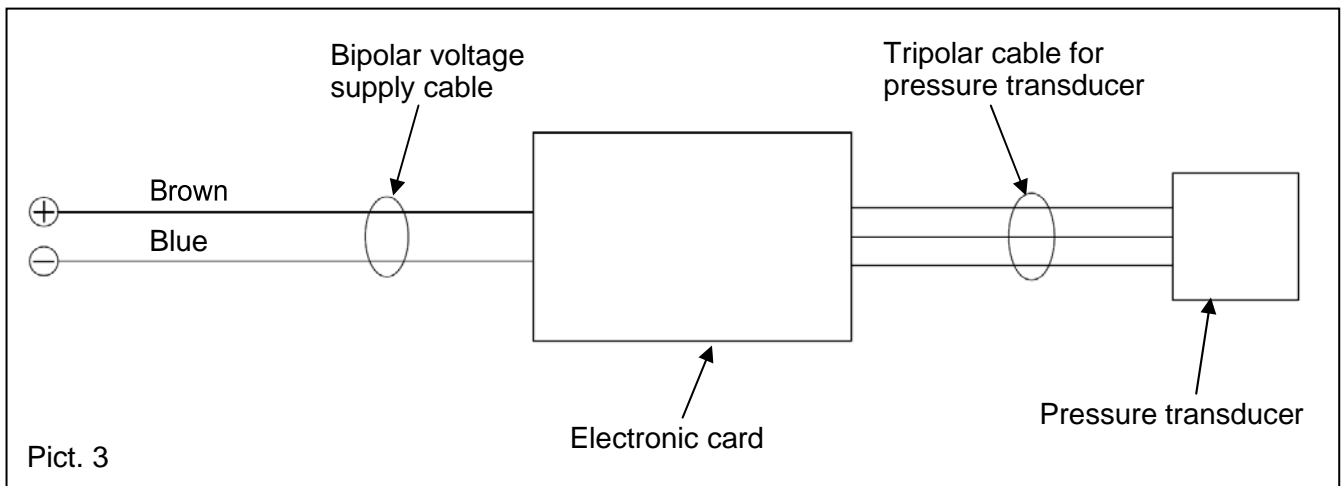 Bipolar voltage
supply cable
Tripolar cable for
pressure transducer
Brown
Blue
Electronic card
Pressure transducer
Pict. 3